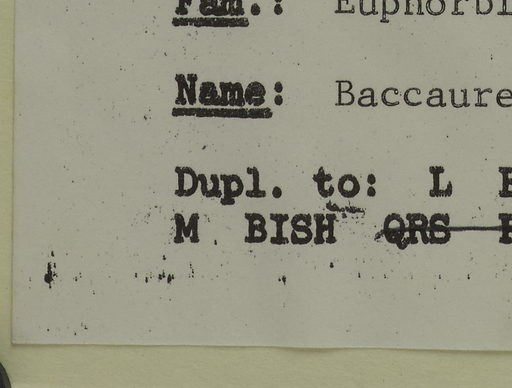 Fam.: Euphorbi
Name: Baccaure
Dupl. to: L
M BISH QRS